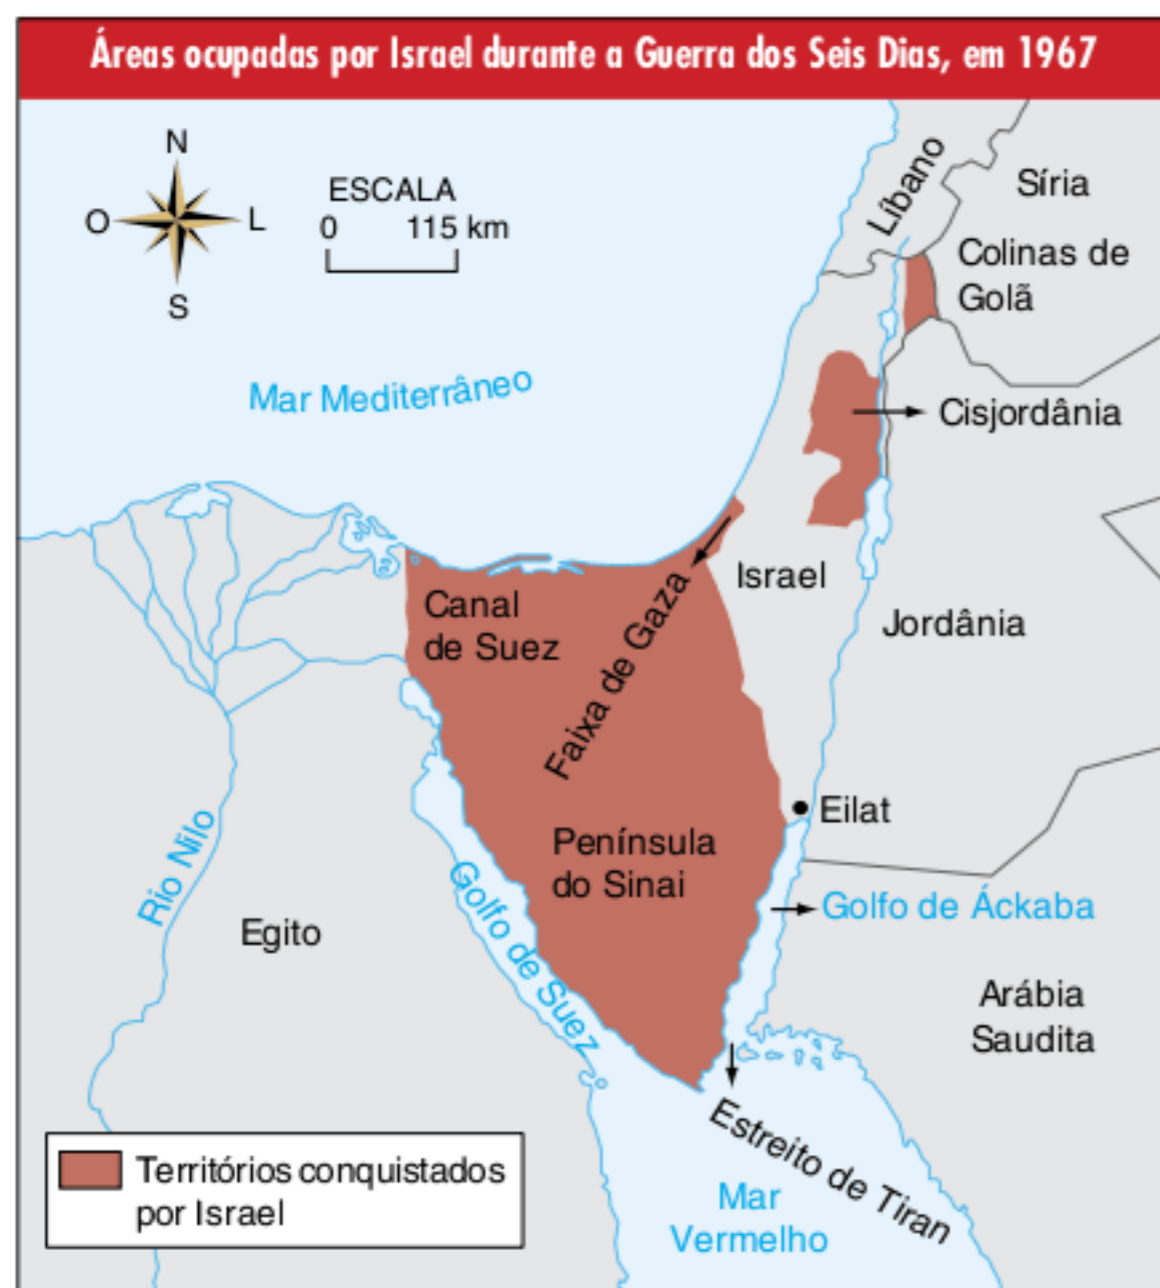 Áreas ocupadas por Israel durante a Guerra dos Seis Dias, em 1967
N
O
L
S
ESCALA
0 115 km
Líbano
Síria
Colinas de
Golã
Mar Mediterrâneo
Cisjordânia
Canal
de Suez
Faixa de Gaza
Israel
Jordânia
Península
do Sinai
Eilat
Rio Nilo
Egito
Golfo de Suez
Golfo de Áckaba
Arábia
Saudita
Estreito de Tiran
Mar
Vermelho
Territórios conquistados
por Israel